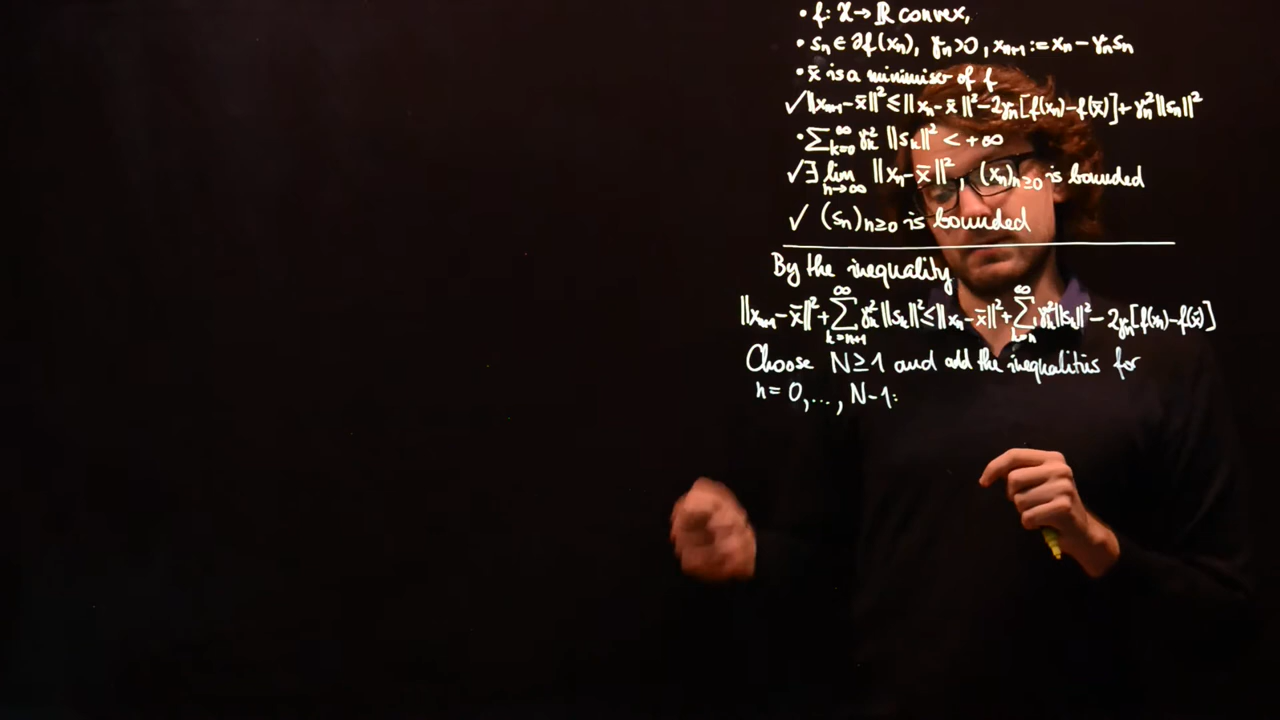 • f: X → ℝ convex,
• sₙ ∈ ∂f(xₙ), γₙ > 0, xₙ₊₁ := xₙ − γₙsₙ
• x̄ is a minimiser of f
✓ ‖xₙ₊₁ − x̄‖² ≤ ‖xₙ − x̄‖² − 2γₙ[f(xₙ) − f(x̄)] + γₙ²‖sₙ‖²
• ∑_{k=0}^{∞} γₖ² ‖sₖ‖² < +∞
✓ ∃ lim_{n→∞} ‖xₙ − x̄‖², (xₙ)ₙ≥₀ is bounded
✓ (sₙ)ₙ≥₀ is bounded
By the inequality
‖xₙ₊₁ − x̄‖² + ∑_{k=n+1}^{∞} γₖ² ‖sₖ‖² ≤ ‖xₙ − x̄‖² + ∑_{k=n}^{∞} γₖ²‖sₖ‖² − 2γₙ[f(xₙ) − f(x̄)]
Choose N ≥ 1 and add the inequalities for
n = 0, ..., N−1: